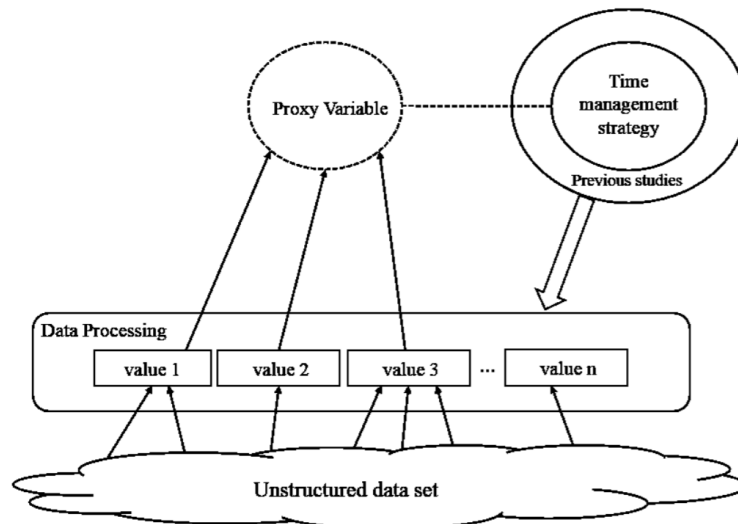 Proxy Variable
Time
management
strategy
Previous studies
Data Processing
value 1
value 2
value 3
...
value n
Unstructured data set